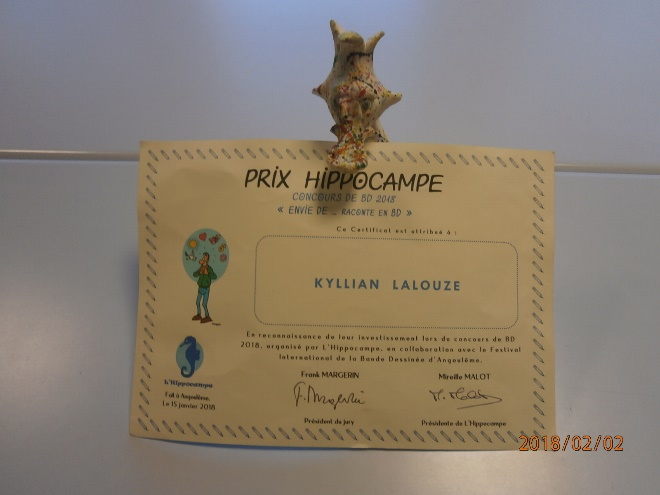 PRIX HIPPOCAMPE
CONCOURS DE BD 2018
« ENVIE DE ... RACONTE EN BD »
Ce Certificat est attribué à :
KYLLIAN LALOUZE
En reconnaissance de leur investissement lors de concours de BD
2018, organisé par L'Hippocampe, en collaboration avec le Festival
International de la Bande Dessinée d'Angoulême.
L'Hippocampe
Fait à Angoulême,
Le 15 janvier 2018
Frank MARGERIN
F. Margerin
Président du jury
Mireille MALOT
M. Malot
Présidente de L'Hippocampe
2018/02/02